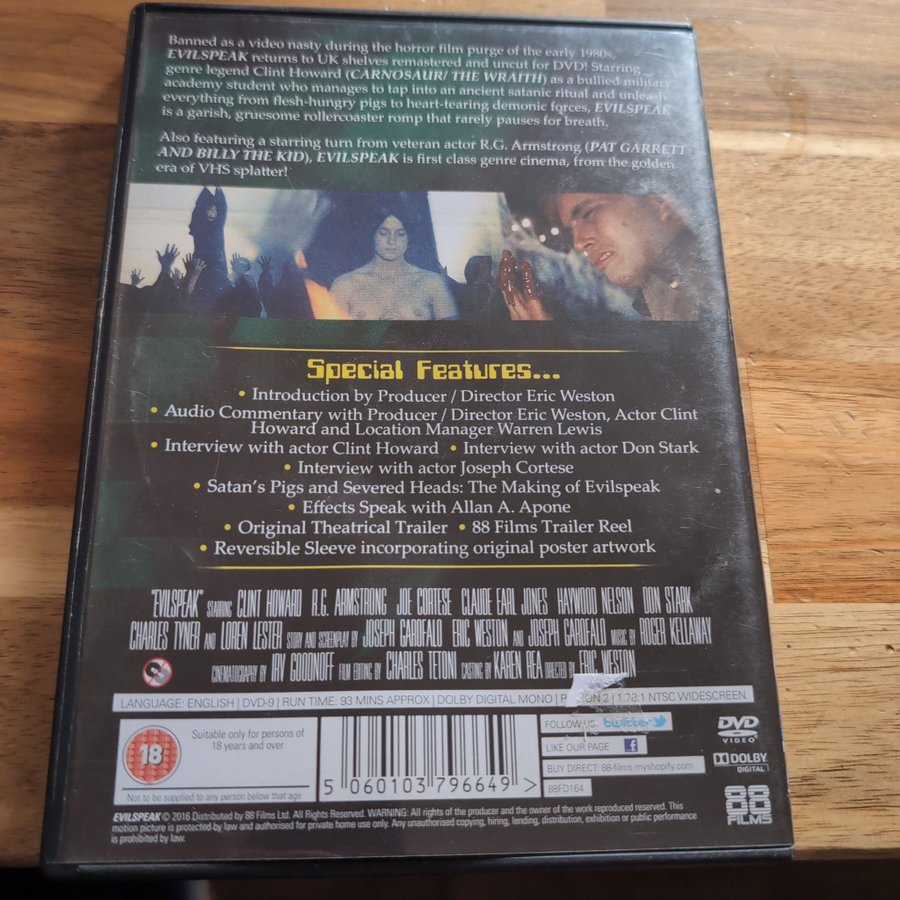 Banned as a video nasty during the horror film purge of the early 1980s,
EVILSPEAK returns to UK shelves remastered and uncut for DVD! Starring
genre legend Clint Howard (CARNOSAUR/ THE WRAITH) as a bullied military
academy student who manages to tap into an ancient satanic ritual and unleash
everything from flesh-hungry pigs to heart-tearing demonic forces, EVILSPEAK
is a garish, gruesome rollercoaster romp that rarely pauses for breath.
Also featuring a starring turn from veteran actor R.G. Armstrong (PAT GARRETT
AND BILLY THE KID), EVILSPEAK is first class genre cinema, from the golden
era of VHS splatter!
Special Features...
• Introduction by Producer / Director Eric Weston
• Audio Commentary with Producer / Director Eric Weston, Actor Clint
Howard and Location Manager Warren Lewis
• Interview with actor Clint Howard • Interview with actor Don Stark
• Interview with actor Joseph Cortese
• Satan's Pigs and Severed Heads: The Making of Evilspeak
• Effects Speak with Allan A. Apone
• Original Theatrical Trailer • 88 Films Trailer Reel
• Reversible Sleeve incorporating original poster artwork
"EVILSPEAK" STARRING CLINT HOWARD R.G. ARMSTRONG JOE CORTESE CLAUDE EARL JONES HAYWOOD NELSON DON STARK
CHARLES TYNER AND LOREN LESTER STORY AND SCREENPLAY BY JOSEPH GAROFALO ERIC WESTON AND JOSEPH GAROFALO MUSIC BY ROGER KELLAWAY
CINEMATOGRAPHY BY IRV GOODNOFF FILM EDITING BY CHARLES TETONI CASTING BY KAREN REA DIRECTED BY ERIC WESTON
LANGUAGE: ENGLISH | DVD-9 | RUN TIME: 93 MINS APPROX | DOLBY DIGITAL MONO | 2 | 1.78:1 NTSC WIDESCREEN
18
Suitable only for persons of
18 years and over
Not to be supplied to any person below that age
5 060103 796649 >
FOLLOW US: twitter
LIKE OUR PAGE f
BUY DIRECT: 88-films.myshopify.com
88FD164
DVD
VIDEO
DOLBY
DIGITAL
88
FILMS
EVILSPEAK © 2016 Distributed by 88 Films Ltd. All Rights Reserved. WARNING: All rights of the producer and the owner of the work reproduced reserved. This
motion picture is protected by law and authorised for private home use only. Any unauthorised copying, hiring, lending, distribution, exhibition or public performance
is prohibited by law.